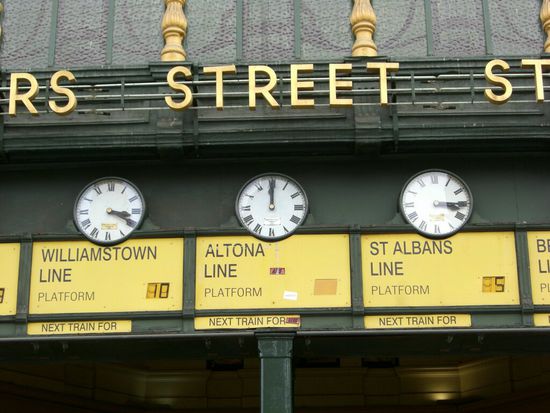 RS STREET ST
WILLIAMSTOWN
LINE
PLATFORM
NEXT TRAIN FOR
ALTONA
LINE
PLATFORM
NEXT TRAIN FOR
ST ALBANS
LINE
PLATFORM
NEXT TRAIN FOR